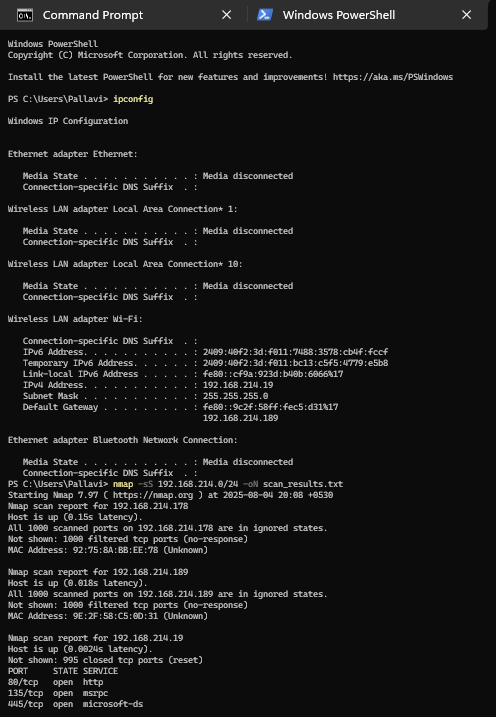 Command Prompt
Windows PowerShell
Windows PowerShell
Copyright (C) Microsoft Corporation. All rights reserved.
Install the latest PowerShell for new features and improvements! https://aka.ms/PSWindows
PS C:\Users\Pallavi> ipconfig
Windows IP Configuration
Ethernet adapter Ethernet:
   Media State . . . . . . . . . . . : Media disconnected
   Connection-specific DNS Suffix  . :
Wireless LAN adapter Local Area Connection* 1:
   Media State . . . . . . . . . . . : Media disconnected
   Connection-specific DNS Suffix  . :
Wireless LAN adapter Local Area Connection* 10:
   Media State . . . . . . . . . . . : Media disconnected
   Connection-specific DNS Suffix  . :
Wireless LAN adapter Wi-Fi:
   Connection-specific DNS Suffix  . :
   IPv6 Address. . . . . . . . . . . : 2409:40f2:3d:f011:7488:3578:cb4f:fccf
   Temporary IPv6 Address. . . . . . : 2409:40f2:3d:f011:bc13:c5f5:4779:e5b8
   Link-local IPv6 Address . . . . . : fe80::cf9a:923d:b40b:6066%17
   IPv4 Address. . . . . . . . . . . : 192.168.214.19
   Subnet Mask . . . . . . . . . . . : 255.255.255.0
   Default Gateway . . . . . . . . . : fe80::9c2f:58ff:fec5:d31%17
                                       192.168.214.189
Ethernet adapter Bluetooth Network Connection:
   Media State . . . . . . . . . . . : Media disconnected
   Connection-specific DNS Suffix  . :
PS C:\Users\Pallavi> nmap -sS 192.168.214.0/24 -oN scan_results.txt
Starting Nmap 7.97 ( https://nmap.org ) at 2025-08-04 20:08 +0530
Nmap scan report for 192.168.214.178
Host is up (0.15s latency).
All 1000 scanned ports on 192.168.214.178 are in ignored states.
Not shown: 1000 filtered tcp ports (no-response)
MAC Address: 92:75:8A:BB:EE:78 (Unknown)
Nmap scan report for 192.168.214.189
Host is up (0.018s latency).
All 1000 scanned ports on 192.168.214.189 are in ignored states.
Not shown: 1000 filtered tcp ports (no-response)
MAC Address: 9E:2F:58:C5:0D:31 (Unknown)
Nmap scan report for 192.168.214.19
Host is up (0.0024s latency).
Not shown: 995 closed tcp ports (reset)
PORT     STATE SERVICE
80/tcp   open  http
135/tcp  open  msrpc
445/tcp  open  microsoft-ds